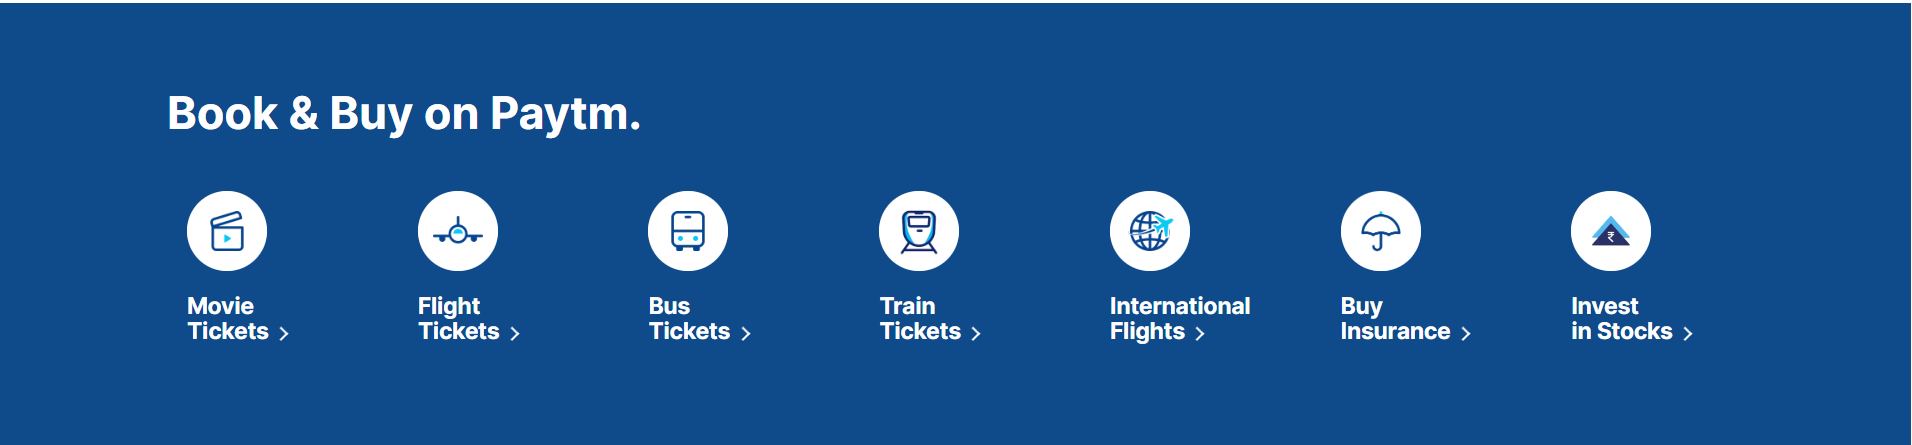 Book & Buy on Paytm.
Movie
Tickets
Flight
Tickets
Bus
Tickets
Train
Tickets
International
Flights
Buy
Insurance
Invest
in Stocks
₹